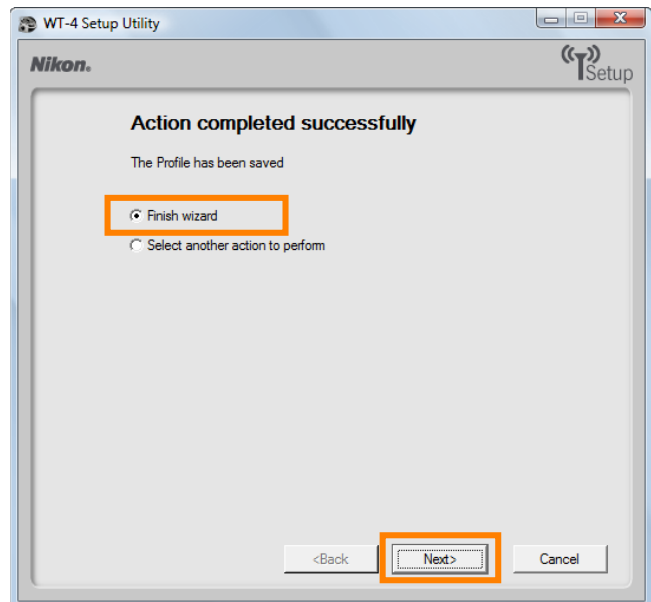 WT-4 Setup Utility
Nikon.
Setup
Action completed successfully
The Profile has been saved
Finish wizard
Select another action to perform
<Back Next> Cancel